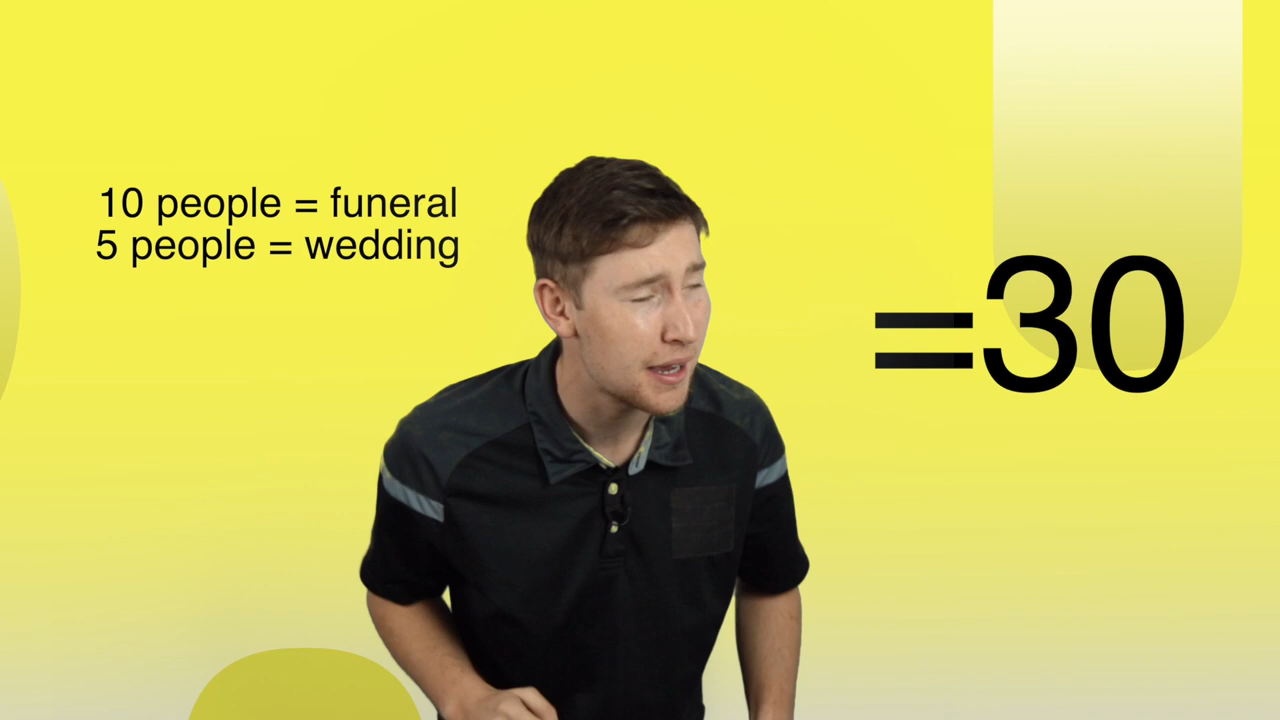 10 people = funeral
5 people = wedding
=30